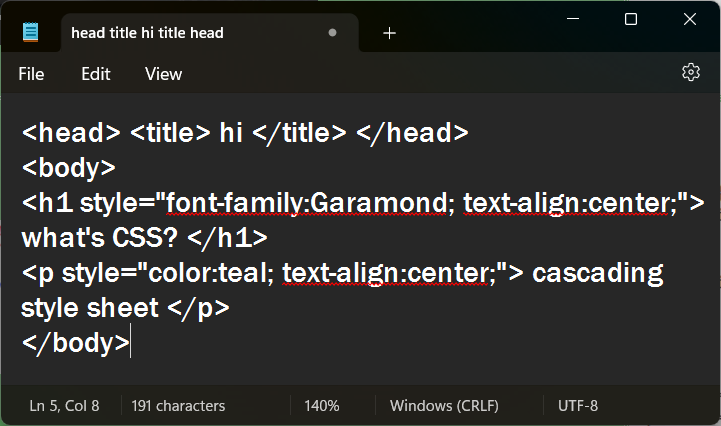 head title hi title head
File Edit View
<head> <title> hi </title> </head>
<body>
<h1 style="font-family:Garamond; text-align:center;">
what's CSS? </h1>
<p style="color:teal; text-align:center;"> cascading
style sheet </p>
</body>
Ln 5, Col 8 191 characters 140% Windows (CRLF) UTF-8